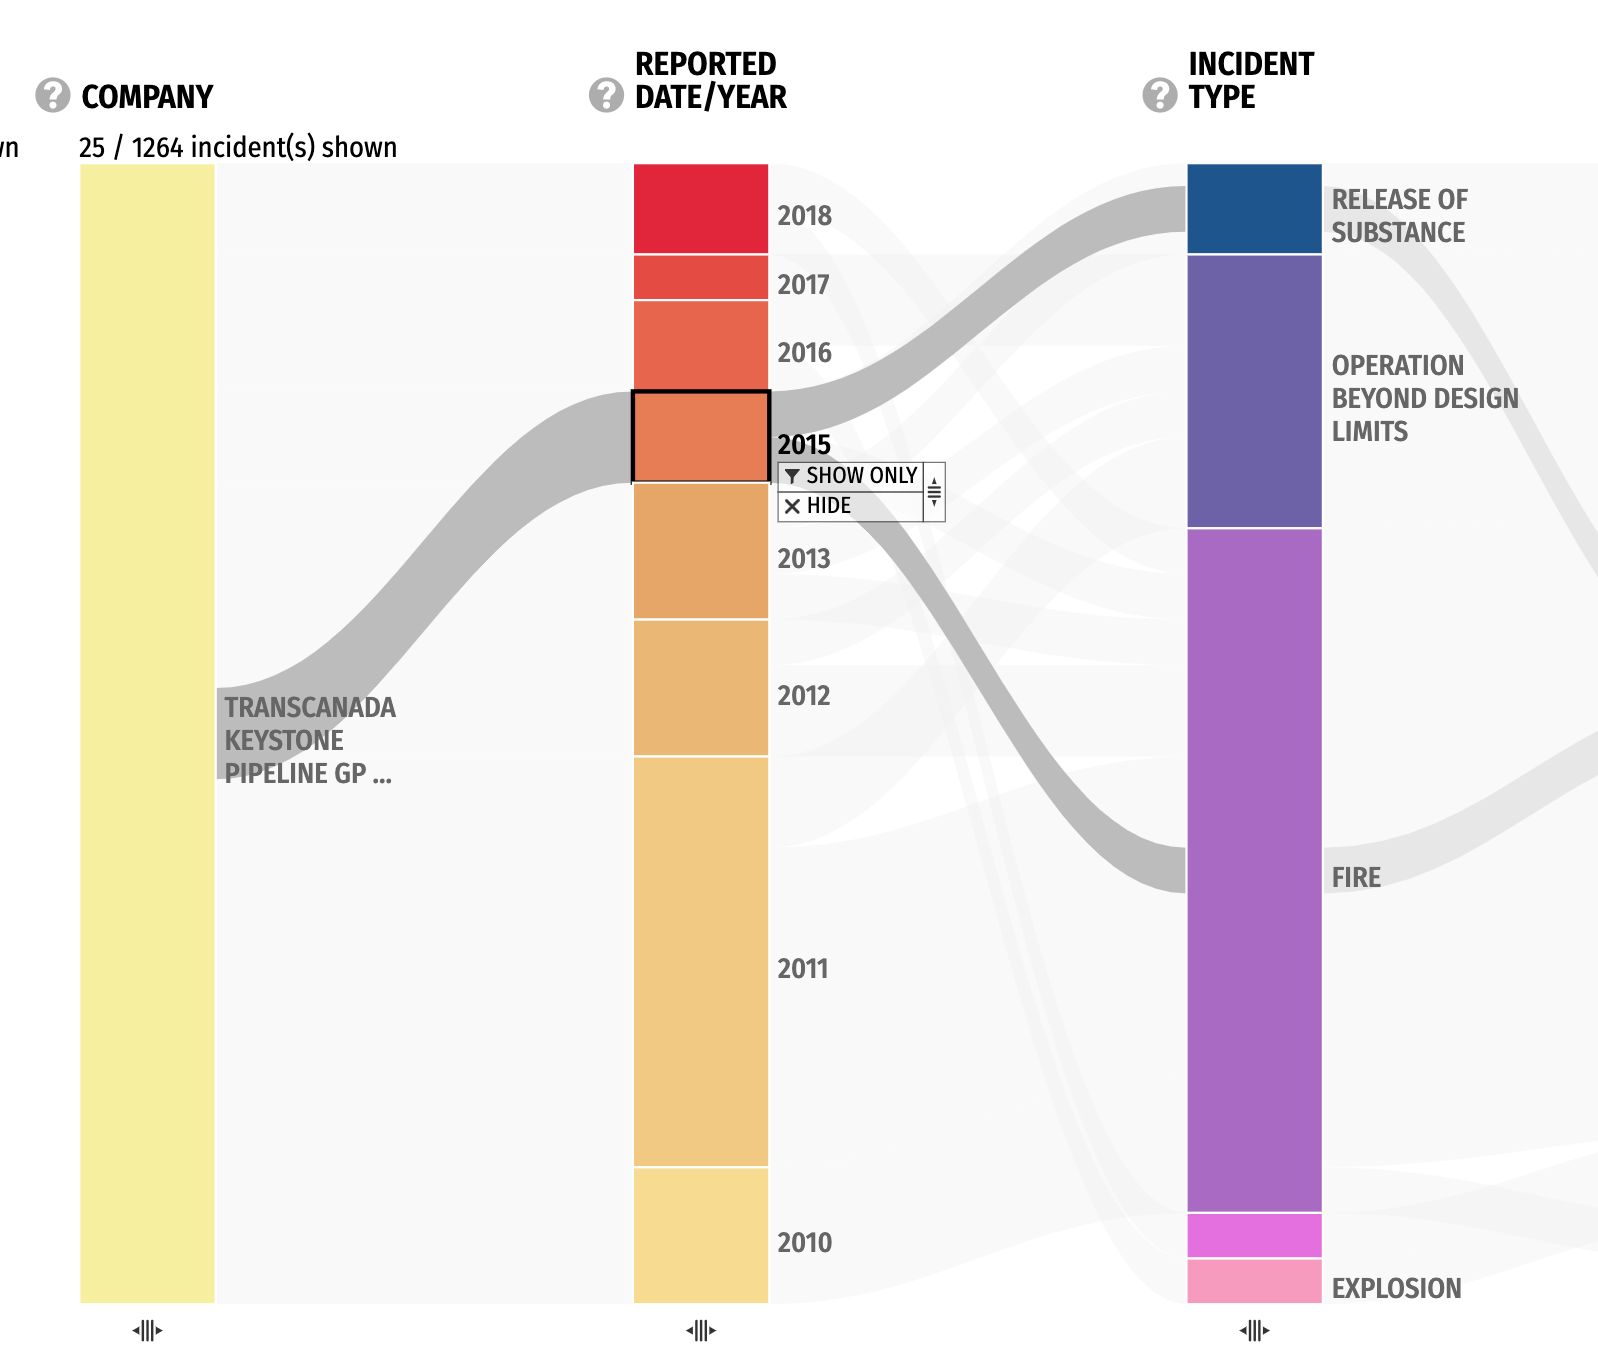 ? COMPANY
? REPORTED
DATE/YEAR
? INCIDENT
TYPE
wn
25 / 1264 incident(s) shown
2018
2017
2016
2015
SHOW ONLY
HIDE
2013
2012
2011
2010
TRANSCANADA
KEYSTONE
PIPELINE GP ...
RELEASE OF
SUBSTANCE
OPERATION
BEYOND DESIGN
LIMITS
FIRE
EXPLOSION